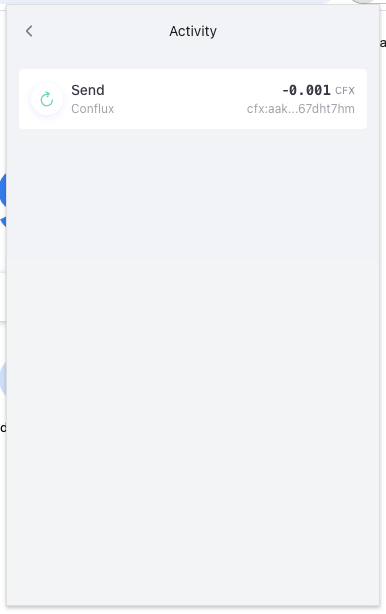 Activity
Send
-0.001 CFX
Conflux
cfx:aak...67dht7hm
a
d